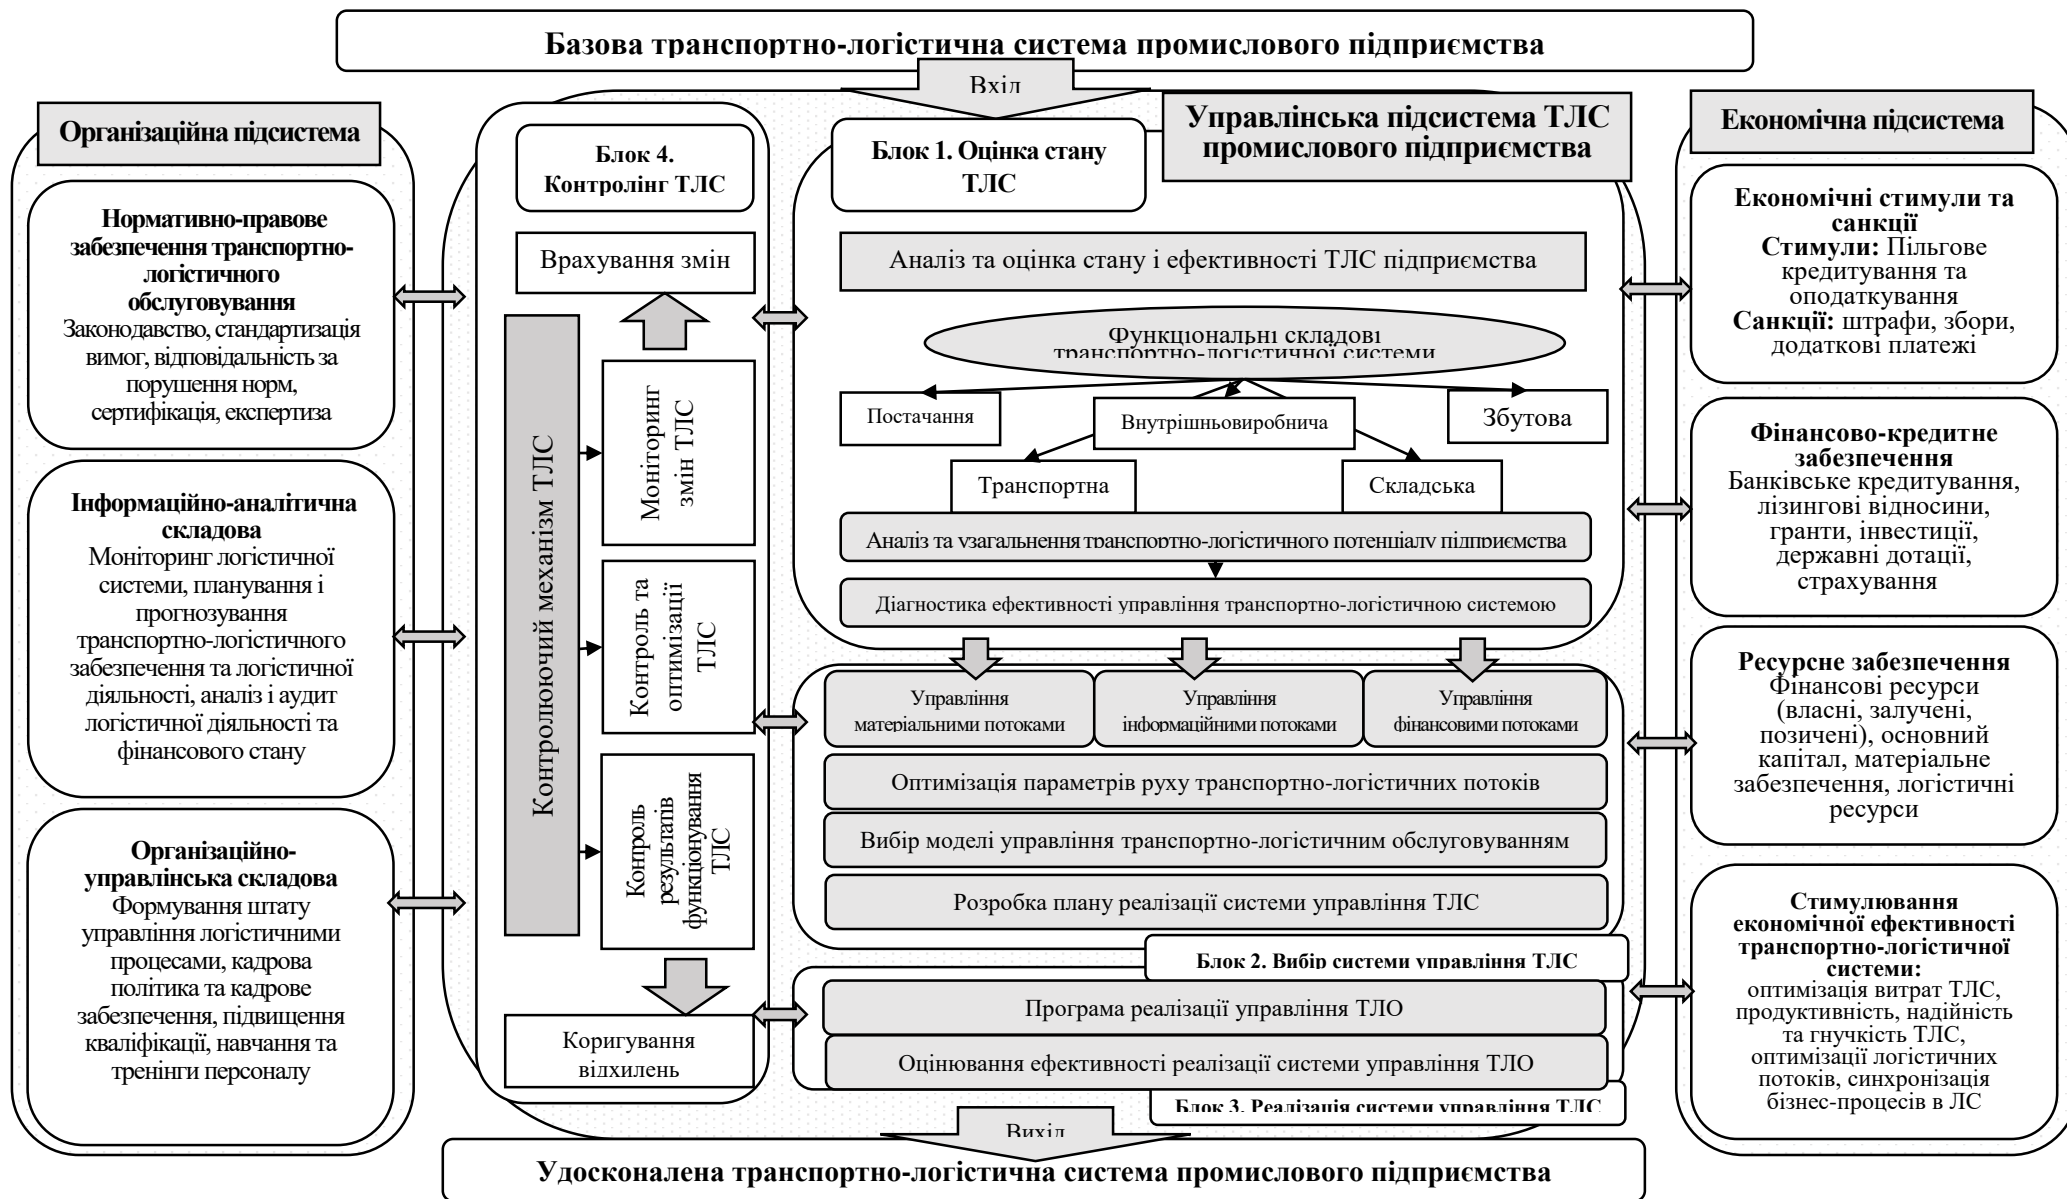 Базова транспортно-логістична система промислового підприємства
Вхід
Організаційна підсистема
Нормативно-правове
забезпечення транспортно-
логістичного
обслуговування
Законодавство, стандартизація
вимог, відповідальність за
порушення норм,
сертифікація, експертиза
Інформаційно-аналітична
складова
Моніторинг логістичної
системи, планування і
прогнозування
транспортно-логістичного
забезпечення та логістичної
діяльності, аналіз і аудит
логістичної діяльності та
фінансового стану
Організаційно-
управлінська складова
Формування штату
управління логістичними
процесами, кадрова
політика та кадрове
забезпечення, підвищення
кваліфікації, навчання та
тренінги персоналу
Блок 4.
Контролінг ТЛС
Врахування змін
Контролюючий механізм ТЛС
Моніторинг
змін ТЛС
Контроль та
оптимізації
ТЛС
Контроль
результатів
функціонування
ТЛС
Коригування
відхилень
Управлінська підсистема ТЛС
промислового підприємства
Блок 1. Оцінка стану
ТЛС
Аналіз та оцінка стану і ефективності ТЛС підприємства
Функціональні складові
транспортно-логістичної системи
Постачання
Внутрішньовиробнича
Збутова
Транспортна
Складська
Аналіз та узагальнення транспортно-логістичного потенціалу підприємства
Діагностика ефективності управління транспортно-логістичною системою
Управління
матеріальними потоками
Управління
інформаційними потоками
Управління
фінансовими потоками
Оптимізація параметрів руху транспортно-логістичних потоків
Вибір моделі управління транспортно-логістичним обслуговуванням
Розробка плану реалізації системи управління ТЛС
Блок 2. Вибір системи управління ТЛС
Програма реалізації управління ТЛО
Оцінювання ефективності реалізації системи управління ТЛО
Блок 3. Реалізація системи управління ТЛС
Економічна підсистема
Економічні стимули та
санкції
Стимули: Пільгове
кредитування та
оподаткування
Санкції: штрафи, збори,
додаткові платежі
Фінансово-кредитне
забезпечення
Банківське кредитування,
лізингові відносини,
гранти, інвестиції,
державні дотації,
страхування
Ресурсне забезпечення
Фінансові ресурси
(власні, залучені,
позичені), основний
капітал, матеріальне
забезпечення, логістичні
ресурси
Стимулювання
економічної ефективності
транспортно-логістичної
системи:
оптимізація витрат ТЛС,
продуктивність, надійність
та гнучкість ТЛС,
оптимізації логістичних
потоків, синхронізація
бізнес-процесів в ЛС
Вихід
Удосконалена транспортно-логістична система промислового підприємства